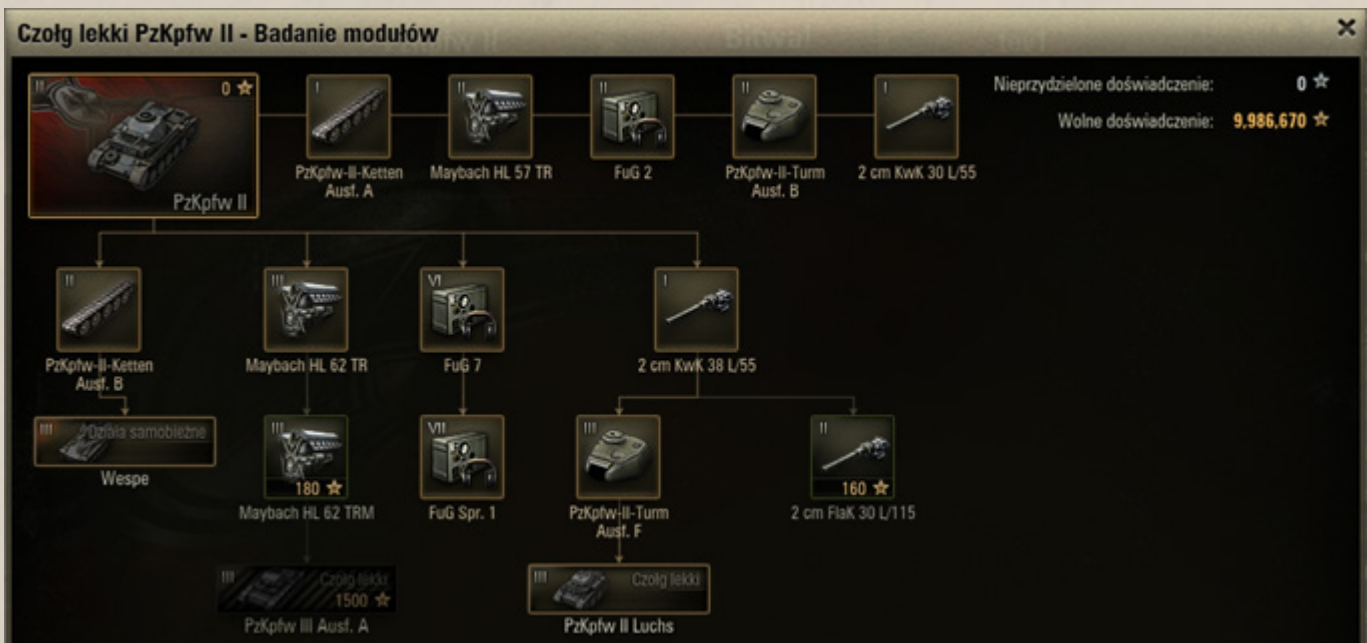 Czołg lekki PzKpfw II - Badanie modułów
II 0
PzKpfw II
I
PzKpfw-II-Ketten
Ausf. A
II
Maybach HL 57 TR
II
FuG 2
II
PzKpfw-II-Turm
Ausf. B
I
2 cm KwK 30 L/55
Nieprzydzielone doświadczenie: 0
Wolne doświadczenie: 9,986,670
II
PzKpfw-II-Ketten
Ausf. B
III
Maybach HL 62 TR
VI
FuG 7
I
2 cm KwK 38 L/55
III Działa samobieżne
Wespe
III
180
Maybach HL 62 TRM
VII
FuG Spr. 1
III
PzKpfw-II-Turm
Ausf. F
II
160
2 cm FlaK 30 L/115
III Czołg lekki
1500
PzKpfw III Ausf. A
III Czołg lekki
PzKpfw II Luchs